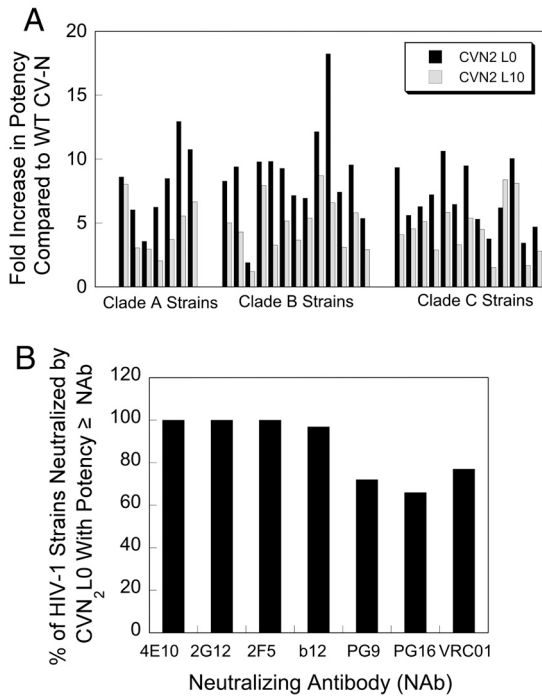 A
Fold Increase in Potency
Compared to WT CV-N
20
15
10
5
0
CVN2 L0
CVN2 L10
Clade A Strains
Clade B Strains
Clade C Strains
B
% of HIV-1 Strains Neutralized by
CVN2L0 With Potency ≥ NAb
120
100
80
60
40
20
0
4E10 2G12 2F5 b12 PG9 PG16 VRC01
Neutralizing Antibody (NAb)